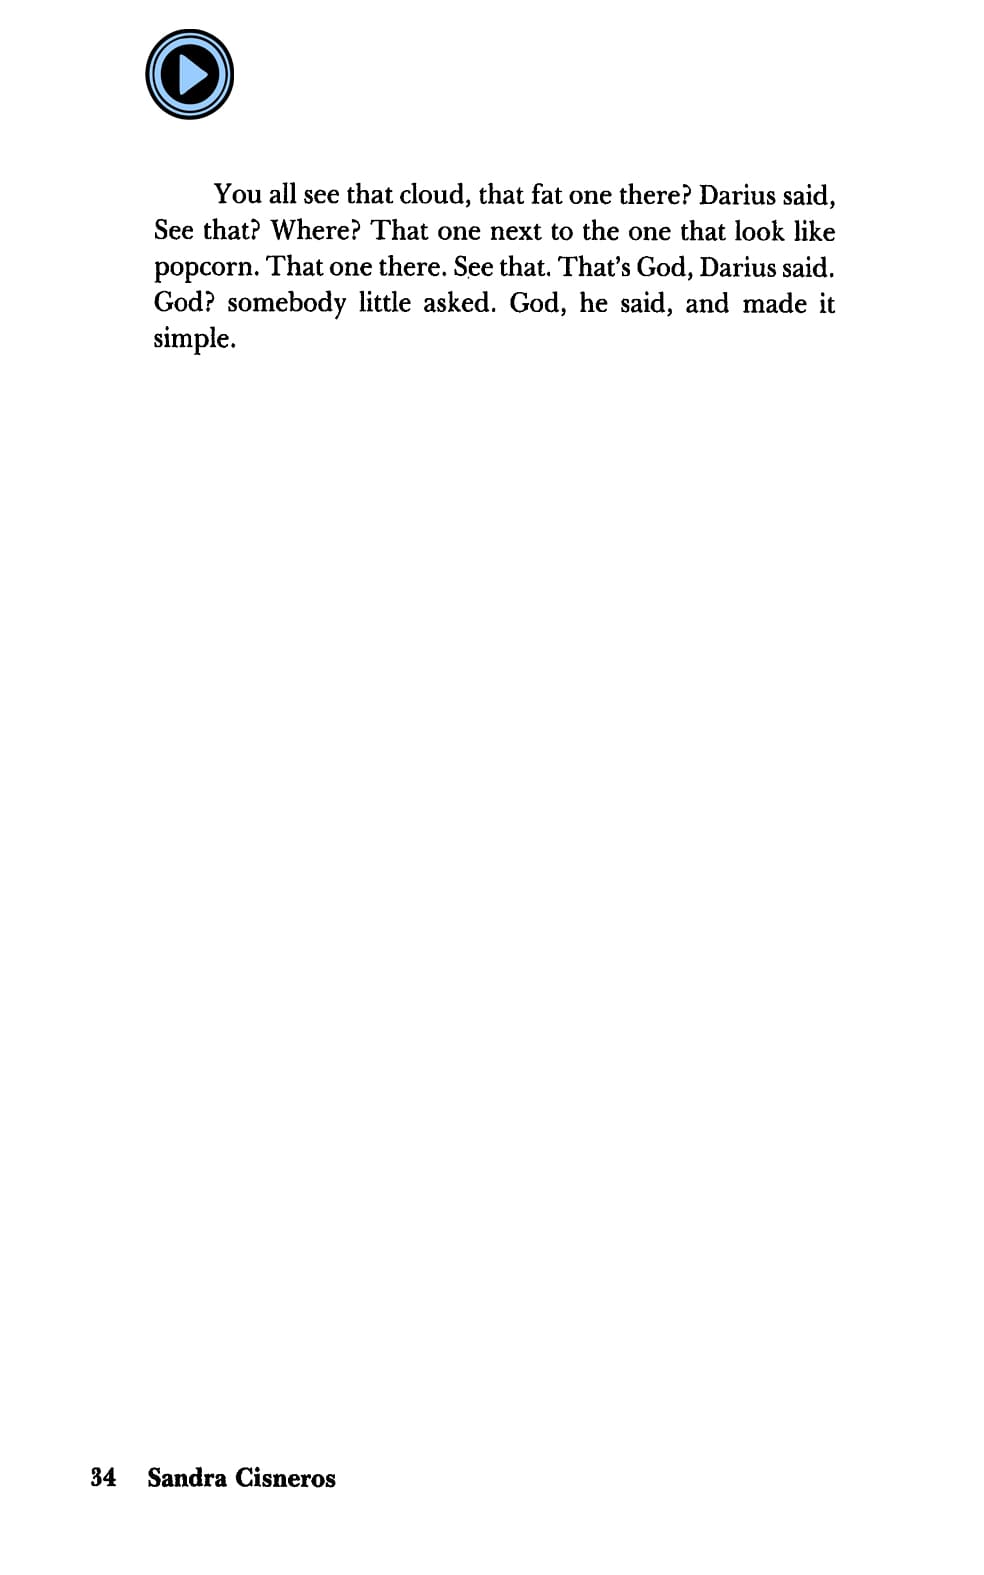 You all see that cloud, that fat one there? Darius said,
See that? Where? That one next to the one that look like
popcorn. That one there. See that. That's God, Darius said.
God? somebody little asked. God, he said, and made it
simple.
34 Sandra Cisneros